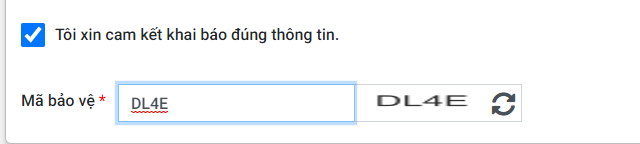 Tôi xin cam kết khai báo đúng thông tin.
Mã bảo vệ * DL4E DL4E